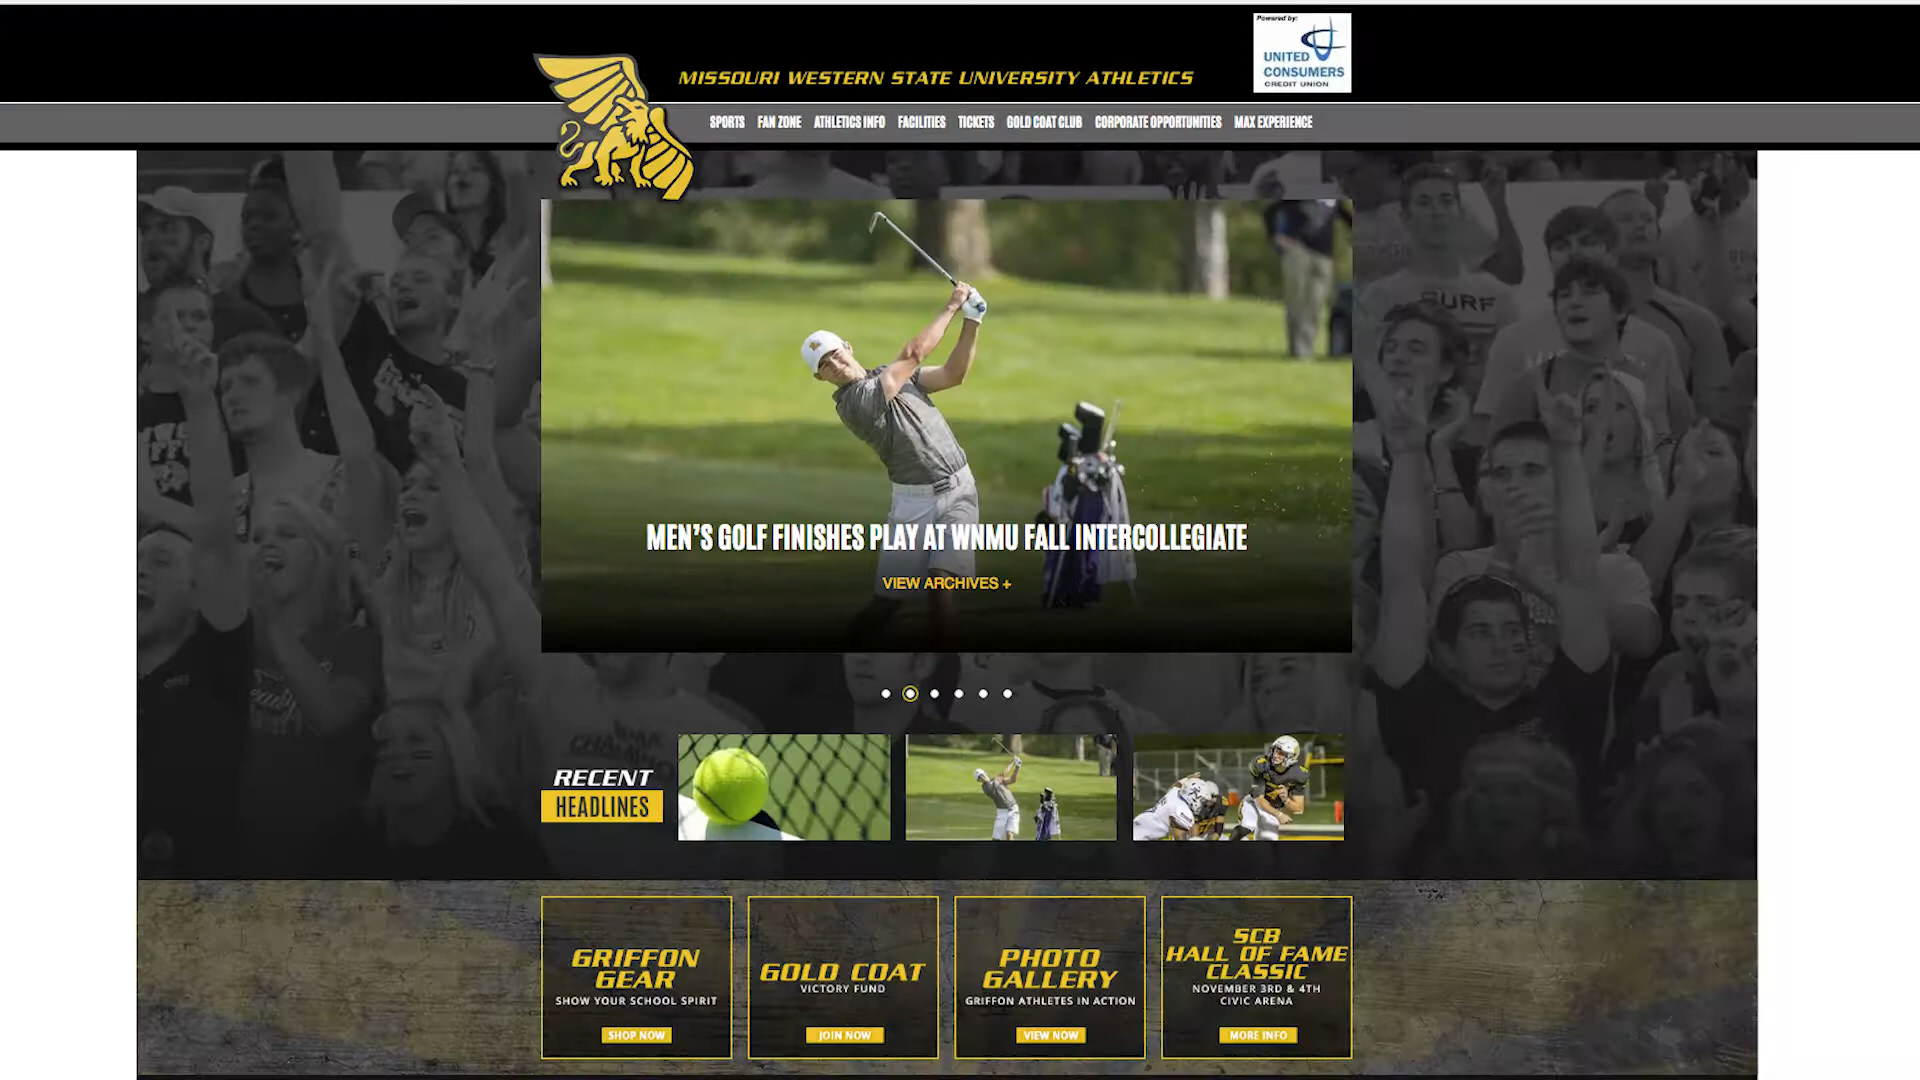 Powered by:
UNITED
CONSUMERS
CREDIT UNION
MISSOURI WESTERN STATE UNIVERSITY ATHLETICS
SPORTS FAN ZONE ATHLETICS INFO FACILITIES TICKETS GOLD COAT CLUB CORPORATE OPPORTUNITIES MAX EXPERIENCE
SURF
MEN'S GOLF FINISHES PLAY AT WNMU FALL INTERCOLLEGIATE
VIEW ARCHIVES +
RECENT
HEADLINES
GRIFFON
GEAR
SHOW YOUR SCHOOL SPIRIT
SHOP NOW
GOLD COAT
VICTORY FUND
JOIN NOW
PHOTO
GALLERY
GRIFFON ATHLETES IN ACTION
VIEW NOW
SCB
HALL OF FAME
CLASSIC
NOVEMBER 3RD & 4TH
CIVIC ARENA
MORE INFO